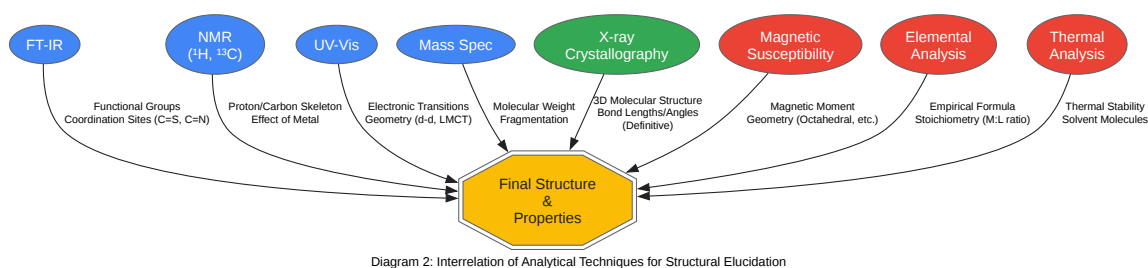 FT-IR
NMR
(¹H, ¹³C)
UV-Vis
Mass Spec
X-ray
Crystallography
Magnetic
Susceptibility
Elemental
Analysis
Thermal
Analysis
Functional Groups
Coordination Sites (C=S, C=N)
Proton/Carbon Skeleton
Effect of Metal
Electronic Transitions
Geometry (d-d, LMCT)
Molecular Weight
Fragmentation
3D Molecular Structure
Bond Lengths/Angles
(Definitive)
Magnetic Moment
Geometry (Octahedral, etc.)
Empirical Formula
Stoichiometry (M:L ratio)
Thermal Stability
Solvent Molecules
Final Structure
&
Properties
Diagram 2: Interrelation of Analytical Techniques for Structural Elucidation